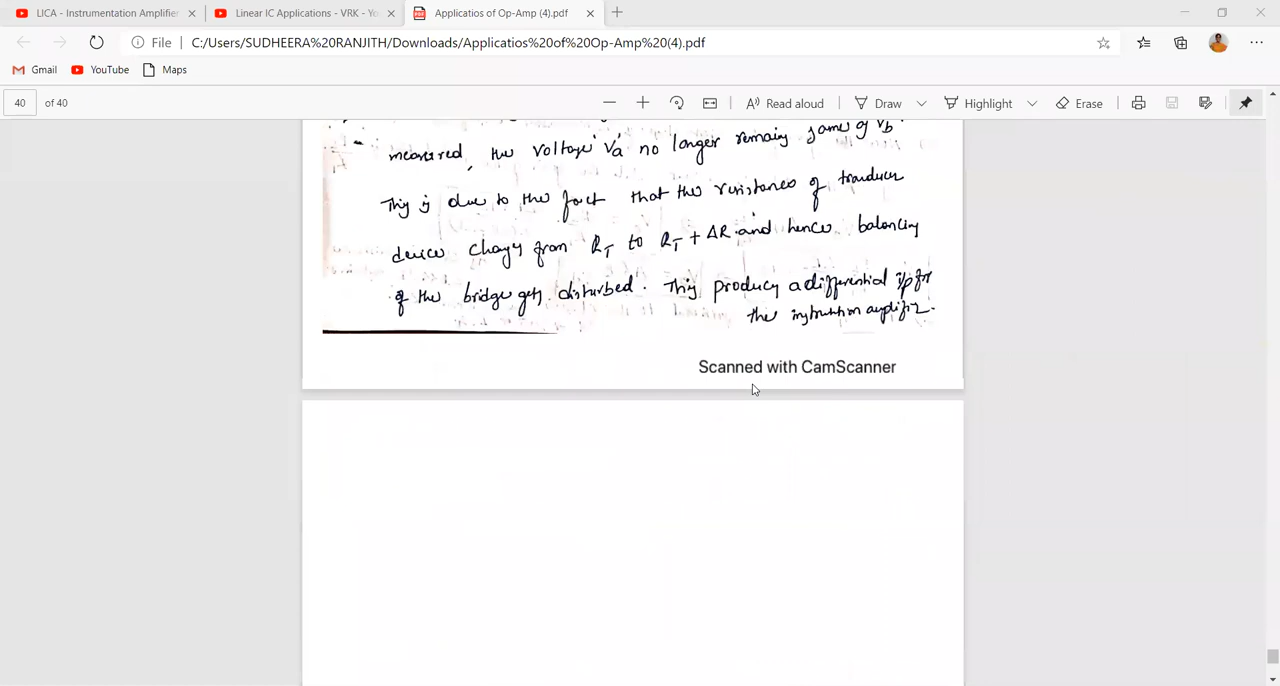 LICA - Instrumentation Amplifier
Linear IC Applications - VRK - Yo
Applicatios of Op-Amp (4).pdf
File C:/Users/SUDHEERA%20RANJITH/Downloads/Applicatios%20of%20Op-Amp%20(4).pdf
Gmail YouTube Maps
40 of 40 Read aloud Draw Highlight Erase
measured, the voltage Va no longer remains same of Vb.
This is due to the fact that the resistance of transducer
device changes from RT to RT + ΔR and hence balancing
of the bridge gets disturbed. This produces a differential i/p for
the amplifier.
Scanned with CamScanner